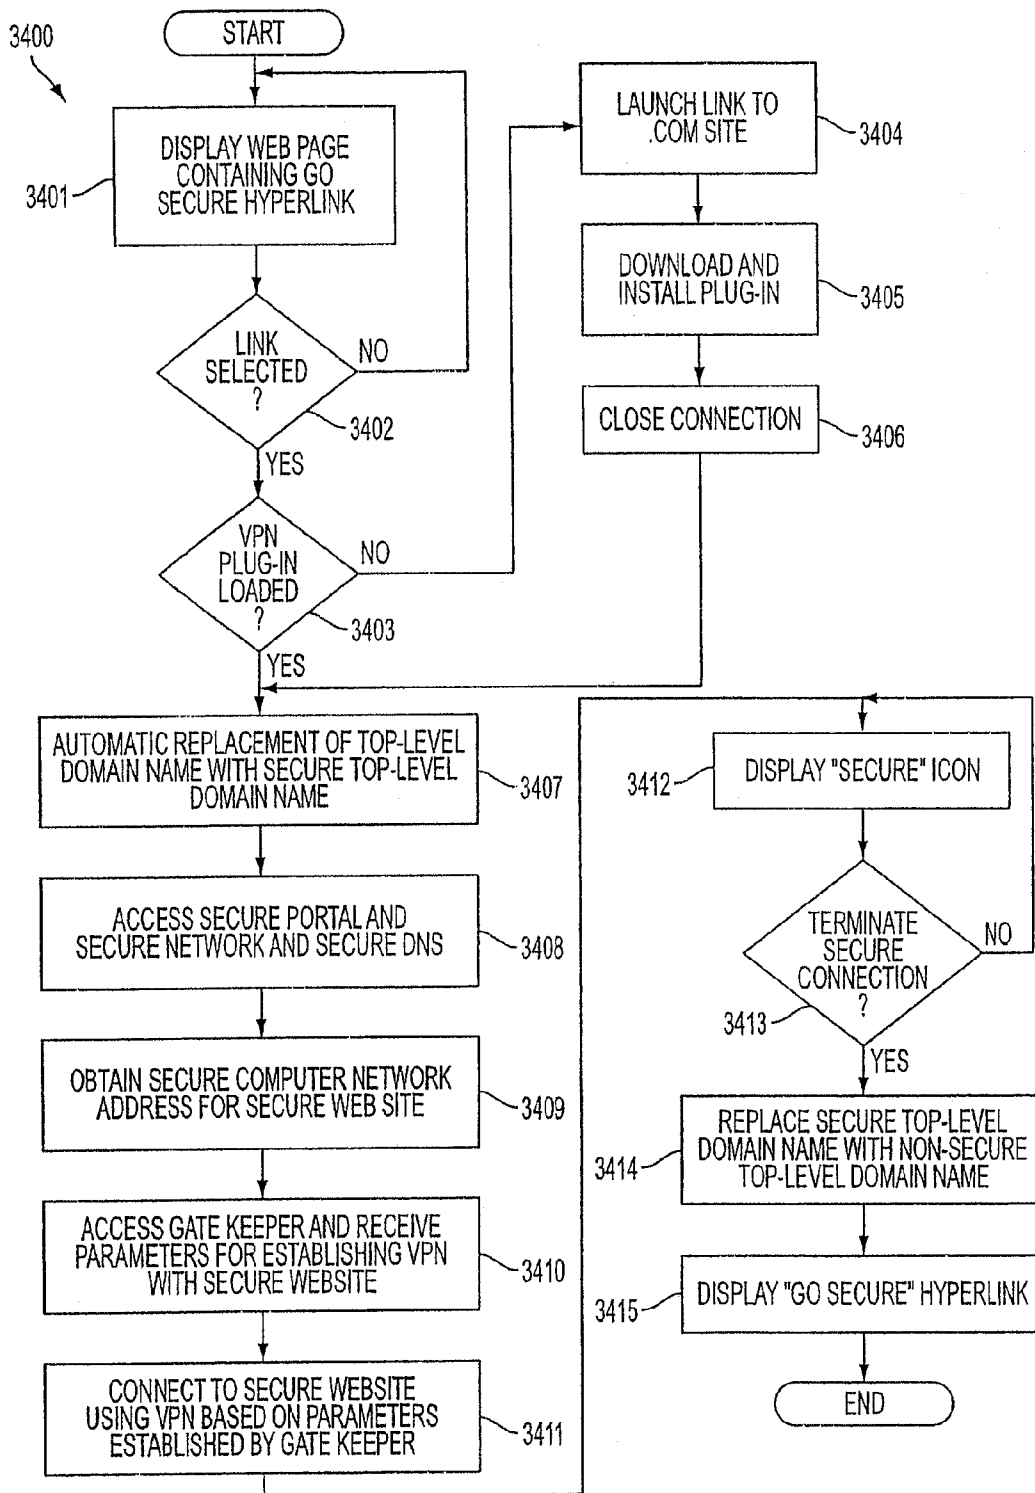 3400
START
DISPLAY WEB PAGE
CONTAINING GO
SECURE HYPERLINK
3401
LINK
SELECTED
?
NO
3402
YES
VPN
PLUG-IN
LOADED
?
NO
3403
YES
LAUNCH LINK TO
.COM SITE
3404
DOWNLOAD AND
INSTALL PLUG-IN
3405
CLOSE CONNECTION
3406
AUTOMATIC REPLACEMENT OF TOP-LEVEL
DOMAIN NAME WITH SECURE TOP-LEVEL
DOMAIN NAME
3407
ACCESS SECURE PORTAL AND
SECURE NETWORK AND SECURE DNS
3408
OBTAIN SECURE COMPUTER NETWORK
ADDRESS FOR SECURE WEB SITE
3409
ACCESS GATE KEEPER AND RECEIVE
PARAMETERS FOR ESTABLISHING VPN
WITH SECURE WEBSITE
3410
CONNECT TO SECURE WEBSITE
USING VPN BASED ON PARAMETERS
ESTABLISHED BY GATE KEEPER
3411
DISPLAY "SECURE" ICON
3412
TERMINATE
SECURE
CONNECTION
?
NO
3413
YES
REPLACE SECURE TOP-LEVEL
DOMAIN NAME WITH NON-SECURE
TOP-LEVEL DOMAIN NAME
3414
DISPLAY "GO SECURE" HYPERLINK
3415
END